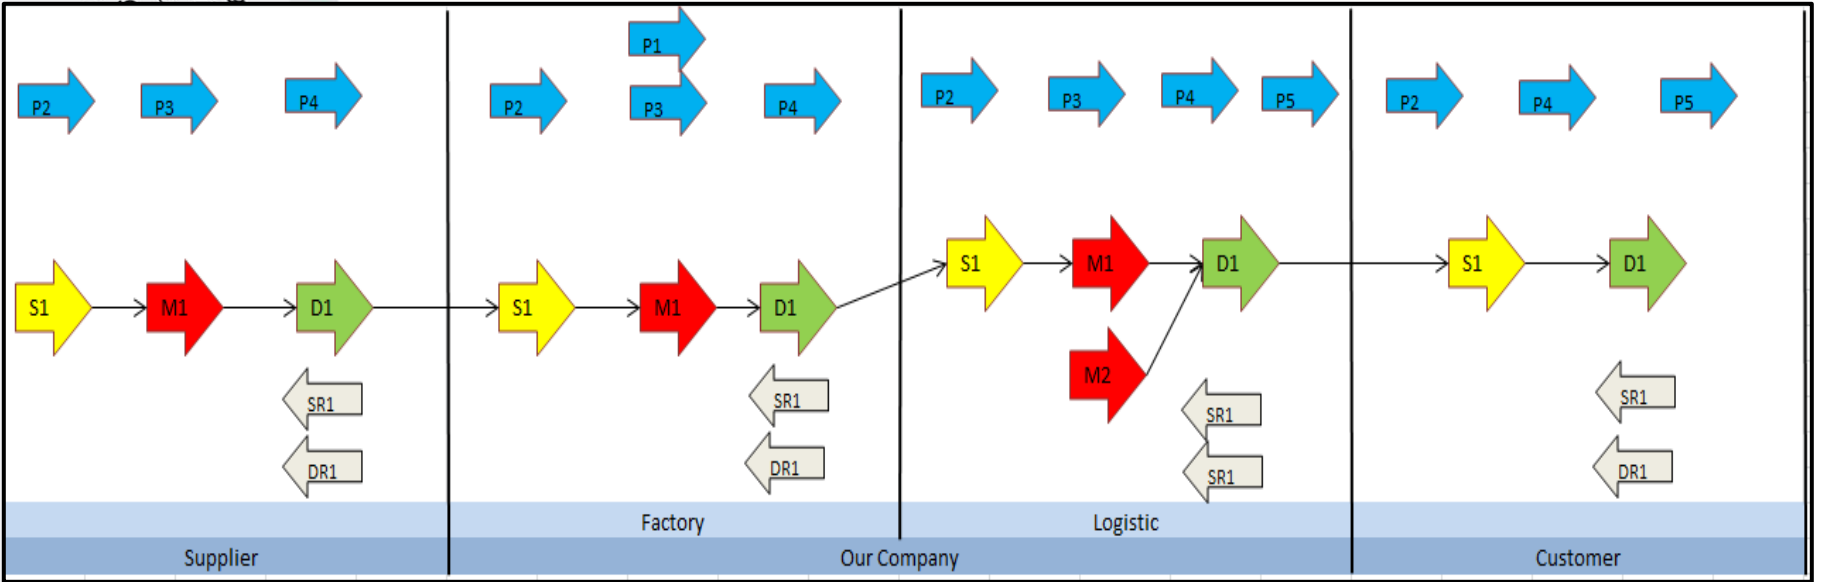 P1
P2 P3 P4 P2 P3 P4 P2 P3 P4 P5 P2 P4 P5
S1 M1 D1 S1 M1 D1 S1 M1 D1 S1 D1
M2
SR1 SR1 SR1 SR1
DR1 DR1 SR1 DR1
Factory Logistic
Supplier Our Company Customer